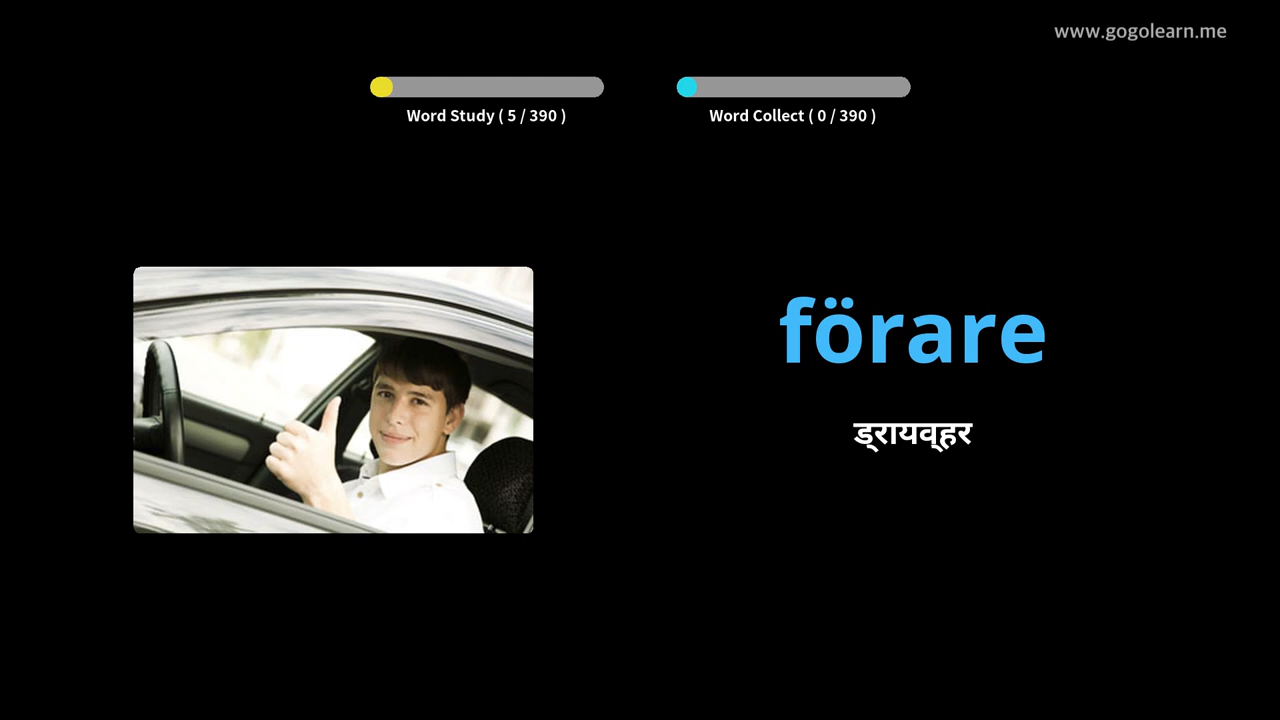 www.gogolearn.me
Word Study ( 5 / 390 )
Word Collect ( 0 / 390 )
förare
ड्रायव्हर